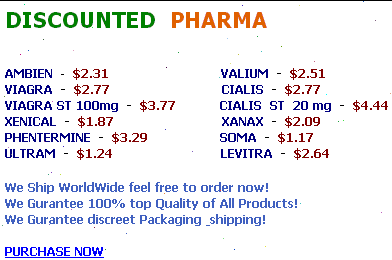 DISCOUNTED PHARMA
AMBIEN - $2.31 VALIUM - $2.51
VIAGRA - $2.77 CIALIS - $2.77
VIAGRA ST 100mg - $3.77 CIALIS ST 20 mg - $4.44
XENICAL - $1.87 XANAX - $2.09
PHENTERMINE - $3.29 SOMA - $1.17
ULTRAM - $1.24 LEVITRA - $2.64
We Ship WorldWide feel free to order now!
We Gurantee 100% top Quality of All Products!
We Gurantee discreet Packaging _shipping!
PURCHASE NOW